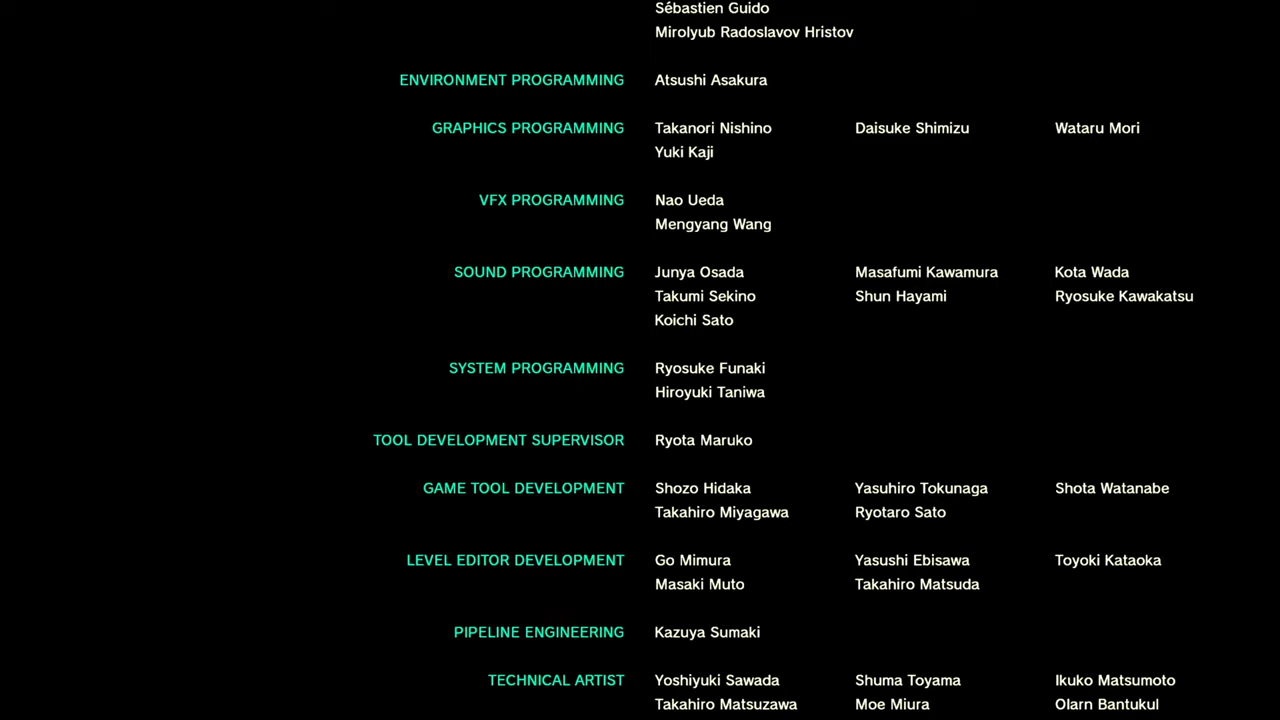 Sébastien Guido
Mirolyub Radoslavov Hristov
ENVIRONMENT PROGRAMMING Atsushi Asakura
GRAPHICS PROGRAMMING Takanori Nishino Daisuke Shimizu Wataru Mori
Yuki Kaji
VFX PROGRAMMING Nao Ueda
Mengyang Wang
SOUND PROGRAMMING Junya Osada Masafumi Kawamura Kota Wada
Takumi Sekino Shun Hayami Ryosuke Kawakatsu
Koichi Sato
SYSTEM PROGRAMMING Ryosuke Funaki
Hiroyuki Taniwa
TOOL DEVELOPMENT SUPERVISOR Ryota Maruko
GAME TOOL DEVELOPMENT Shozo Hidaka Yasuhiro Tokunaga Shota Watanabe
Takahiro Miyagawa Ryotaro Sato
LEVEL EDITOR DEVELOPMENT Go Mimura Yasushi Ebisawa Toyoki Kataoka
Masaki Muto Takahiro Matsuda
PIPELINE ENGINEERING Kazuya Sumaki
TECHNICAL ARTIST Yoshiyuki Sawada Shuma Toyama Ikuko Matsumoto
Takahiro Matsuzawa Moe Miura Olarn Bantukul